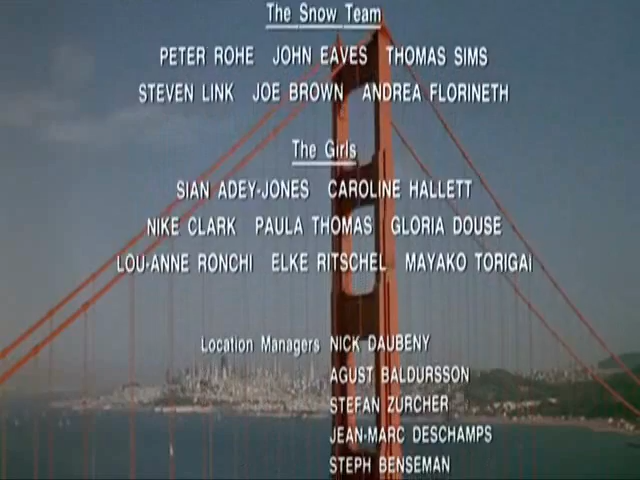 The Snow Team
PETER ROHE JOHN EAVES THOMAS SIMS
STEVEN LINK JOE BROWN ANDREA FLORINETH
The Girls
SIAN ADEY-JONES CAROLINE HALLETT
NIKE CLARK PAULA THOMAS GLORIA DOUSE
LOU-ANNE RONCHI ELKE RITSCHEL MAYAKO TORIGAI
Location Managers NICK DAUBENY
AGUST BALDURSSON
STEFAN ZURCHER
JEAN-MARC DESCHAMPS
STEPH BENSEMAN